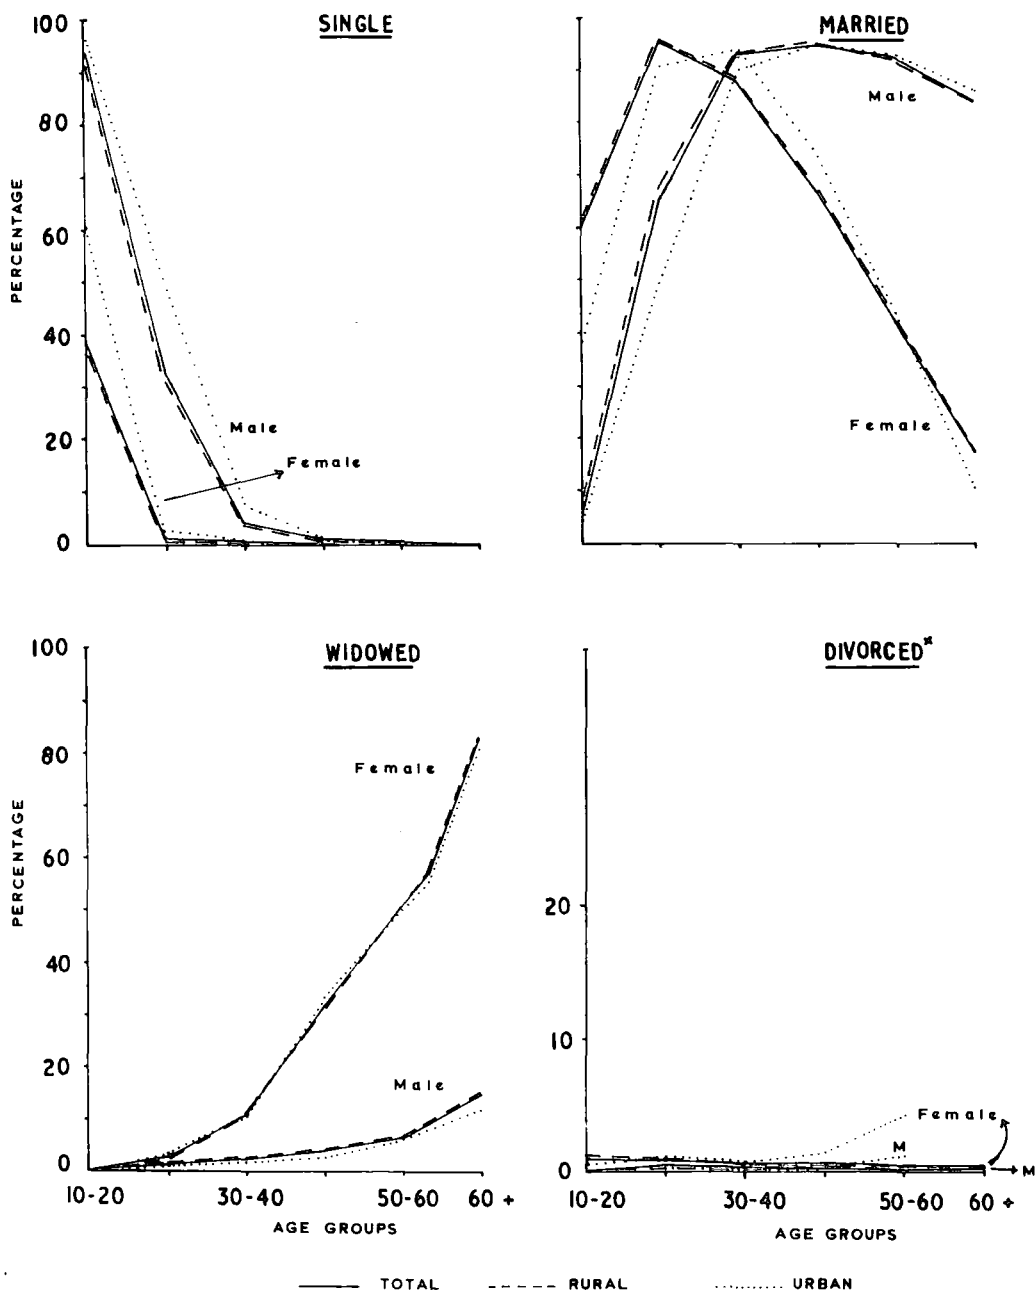 SINGLE
MARRIED
100
80
60
40
20
0
PERCENTAGE
Male
Female
Male
Female
WIDOWED
DIVORCED*
100
80
60
40
20
0
PERCENTAGE
Female
Male
20
10
0
Female
M
M
10-20 30-40 50-60 60 +
AGE GROUPS
10-20 30-40 50-60 60 +
AGE GROUPS
TOTAL RURAL URBAN